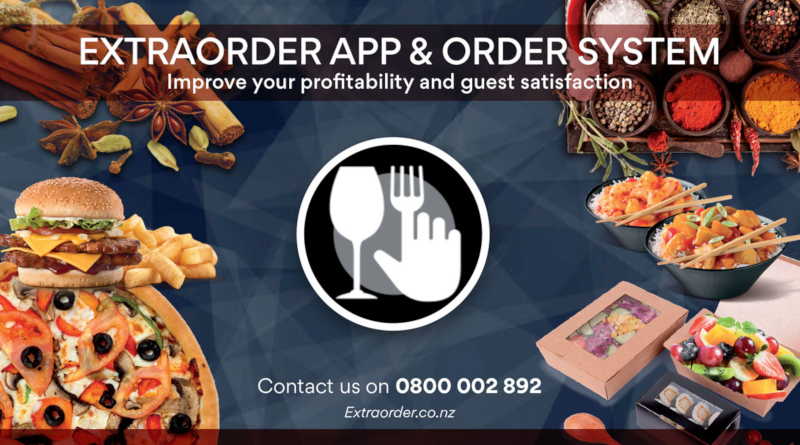 EXTRAORDER APP & ORDER SYSTEM
Improve your profitability and guest satisfaction
Contact us on 0800 002 892
Extraorder.co.nz